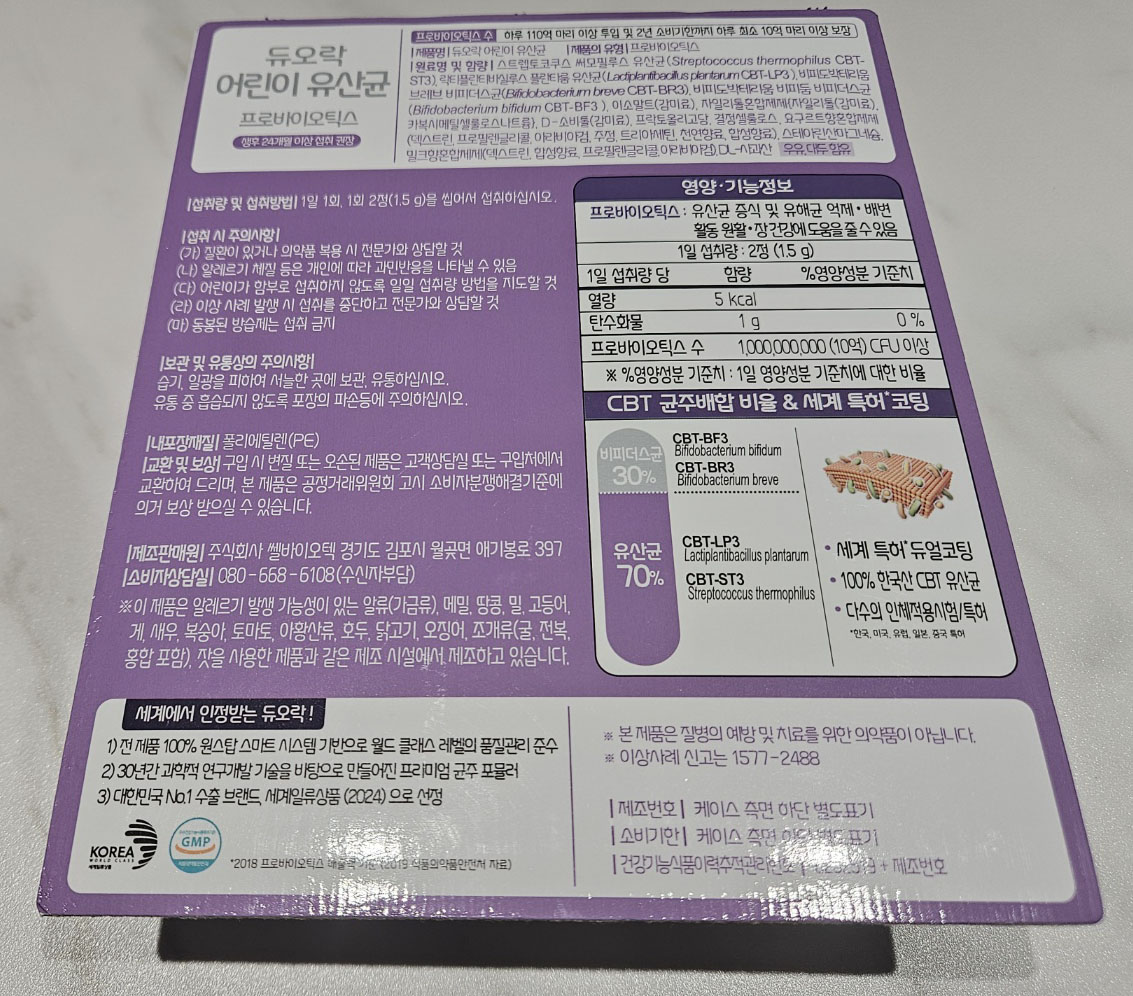 듀오락
어린이 유산균
프로바이오틱스
생후 24개월 이상 섭취 권장
프로바이오틱스 수 하루 110억 마리 이상 투입 및 2년 소비기한까지 하루 최소 10억 마리 이상 보장
|제품명| 듀오락 어린이 유산균 |제품의 유형| 프로바이오틱스
|원료명 및 함량| 스트렙토코쿠스 써모필루스 유산균(Streptococcus thermophilus CBT-
ST3), 락티플란티바실루스 플란타룸 유산균(Lactiplantibacillus plantarum CBT-LP3), 비피도박테리움
브레브 비피더스균(Bifidobacterium breve CBT-BR3), 비피도박테리움 비피둠 비피더스균
(Bifidobacterium bifidum CBT-BF3), 이소말트(감미료), 자일리톨혼합제제(자일리톨(감미료),
카복시메틸셀룰로스나트륨), D-소비톨(감미료), 프락토올리고당, 결정셀룰로스, 요구르트향혼합제제
(덱스트린, 프로필렌글리콜, 아라비아검, 주정, 트리아세틴, 천연향료, 합성향료), 스테아린산마그네슘,
밀크향혼합제제(덱스트린, 합성향료, 프로필렌글리콜, 아라비아검), DL-사과산 우유, 대두 함유
|섭취량 및 섭취방법| 1일 1회, 1회 2정(1.5 g)을 씹어서 섭취하십시오.
|섭취 시 주의사항|
(가) 질환이 있거나 의약품 복용 시 전문가와 상담할 것
(나) 알레르기 체질 등은 개인에 따라 과민반응을 나타낼 수 있음
(다) 어린이가 함부로 섭취하지 않도록 일일 섭취량 방법을 지도할 것
(라) 이상 사례 발생 시 섭취를 중단하고 전문가와 상담할 것
(마) 동봉된 방습제는 섭취 금지
|보관 및 유통상의 주의사항|
습기, 일광을 피하여 서늘한 곳에 보관, 유통하십시오.
유통 중 흡습되지 않도록 포장의 파손등에 주의하십시오.
|내포장재질| 폴리에틸렌(PE)
|교환 및 보상| 구입 시 변질 또는 오손된 제품은 고객상담실 또는 구입처에서
교환하여 드리며, 본 제품은 공정거래위원회 고시 소비자분쟁해결기준에
의거 보상 받으실 수 있습니다.
|제조판매원| 주식회사 쎌바이오텍 경기도 김포시 월곶면 애기봉로 397
|소비자상담실| 080-668-6108(수신자부담)
※이 제품은 알레르기 발생 가능성이 있는 알류(가금류), 메밀, 땅콩, 밀, 고등어,
게, 새우, 복숭아, 토마토, 아황산류, 호두, 닭고기, 오징어, 조개류(굴, 전복,
홍합 포함), 잣을 사용한 제품과 같은 제조 시설에서 제조하고 있습니다.
영양·기능정보
프로바이오틱스 : 유산균 증식 및 유해균 억제·배변
활동 원활·장 건강에 도움을 줄 수 있음
1일 섭취량 : 2정 (1.5 g)
1일 섭취량 당 함량 %영양성분 기준치
열량 5 kcal
탄수화물 1 g 0 %
프로바이오틱스 수 1,000,000,000 (10억) CFU 이상
※ %영양성분 기준치 : 1일 영양성분 기준치에 대한 비율
CBT 균주배합 비율 & 세계 특허*코팅
비피더스균
30%
CBT-BF3
Bifidobacterium bifidum
CBT-BR3
Bifidobacterium breve
유산균
70%
CBT-LP3
Lactiplantibacillus plantarum
CBT-ST3
Streptococcus thermophilus
• 세계 특허*듀얼코팅
• 100% 한국산 CBT 유산균
• 다수의 인체적용시험/특허
*한국, 미국, 유럽, 일본, 중국 특허
세계에서 인정받는 듀오락!
1) 전 제품 100% 원스탑 스마트 시스템 기반으로 월드 클래스 레벨의 품질관리 준수
2) 30년간 과학적 연구개발 기술을 바탕으로 만들어진 프리미엄 균주 포뮬러
3) 대한민국 No.1 수출 브랜드, 세계일류상품 (2024) 으로 선정
KOREA
WORLD CLASS
세계일류상품
GMP
*2018 프로바이오틱스 매출액 기준 (2019 식품의약품안전처 자료)
※ 본 제품은 질병의 예방 및 치료를 위한 의약품이 아닙니다.
※ 이상사례 신고는 1577-2488
|제조번호| 케이스 측면 하단 별도표기
|소비기한| 케이스 측면 하단 별도표기
|건강기능식품이력추적관리번호| + 제조번호